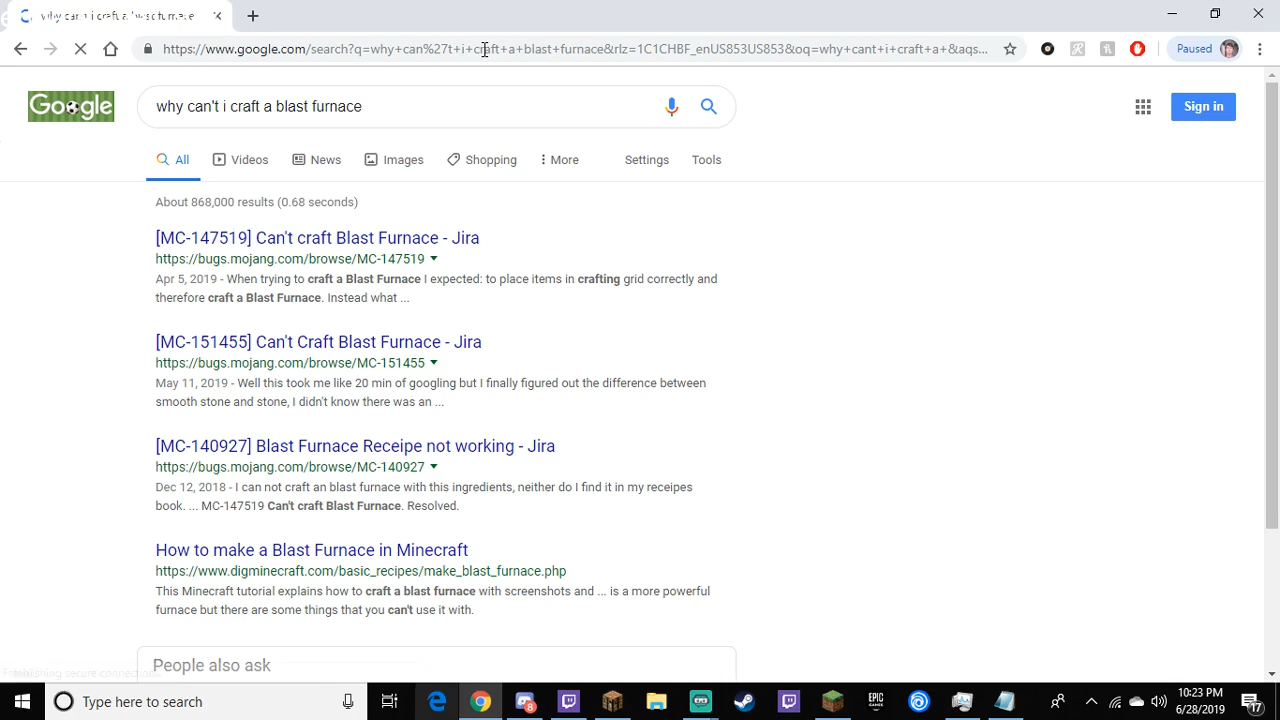 https://www.google.com/search?q=why+can%27t+i+craft+a+blast+furnace&rlz=1C1CHBF_enUS853US853&oq=why+cant+i+craft+a+&aqs...
Paused
Google
why can't i craft a blast furnace
Sign in
All
Videos
News
Images
Shopping
More
Settings
Tools
About 868,000 results (0.68 seconds)
[MC-147519] Can't craft Blast Furnace - Jira
https://bugs.mojang.com/browse/MC-147519
Apr 5, 2019 - When trying to craft a Blast Furnace I expected: to place items in crafting grid correctly and
therefore craft a Blast Furnace. Instead what ...
[MC-151455] Can't Craft Blast Furnace - Jira
https://bugs.mojang.com/browse/MC-151455
May 11, 2019 - Well this took me like 20 min of googling but I finally figured out the difference between
smooth stone and stone, I didn't know there was an ...
[MC-140927] Blast Furnace Receipe not working - Jira
https://bugs.mojang.com/browse/MC-140927
Dec 12, 2018 - I can not craft an blast furnace with this ingredients, neither do I find it in my receipes
book. ... MC-147519 Can't craft Blast Furnace. Resolved.
How to make a Blast Furnace in Minecraft
https://www.digminecraft.com/basic_recipes/make_blast_furnace.php
This Minecraft tutorial explains how to craft a blast furnace with screenshots and ... is a more powerful
furnace but there are some things that you can't use it with.
People also ask
Type here to search
8
EPIC GAMES
10:23 PM
6/28/2019
17